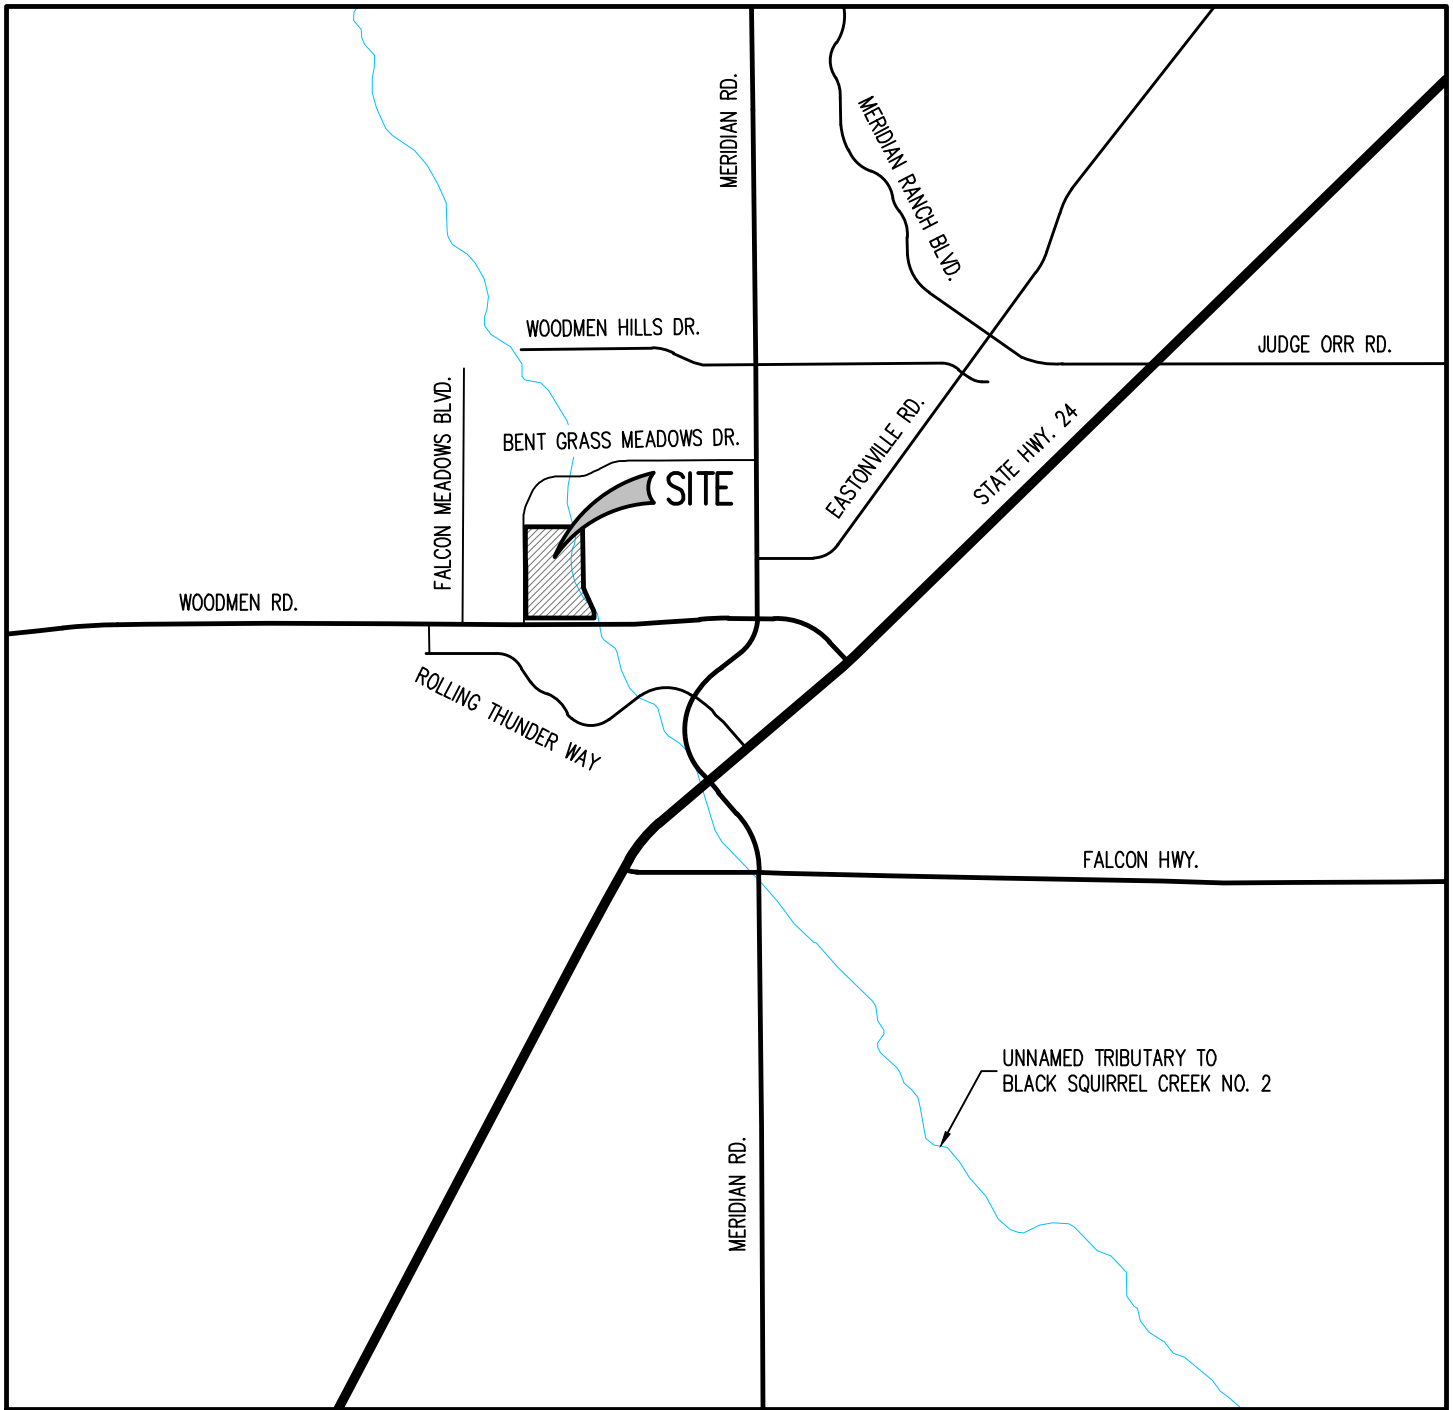 MERIDIAN RD.
MERIDIAN RANCH BLVD.
WOODMEN HILLS DR.
JUDGE ORR RD.
FALCON MEADOWS BLVD.
BENT GRASS MEADOWS DR.
EASTONVILLE RD.
STATE HWY. 24
SITE
WOODMEN RD.
ROLLING THUNDER WAY
FALCON HWY.
UNNAMED TRIBUTARY TO
BLACK SQUIRREL CREEK NO. 2
MERIDIAN RD.